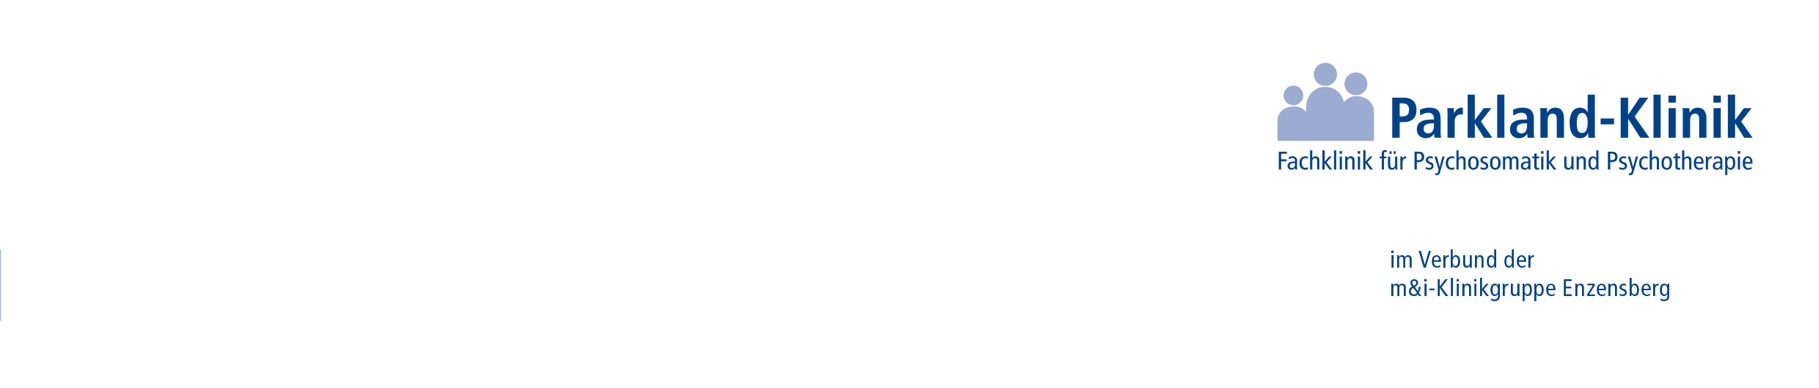 Parkland-Klinik
Fachklinik für Psychosomatik und Psychotherapie
im Verbund der
m&i-Klinikgruppe Enzensberg